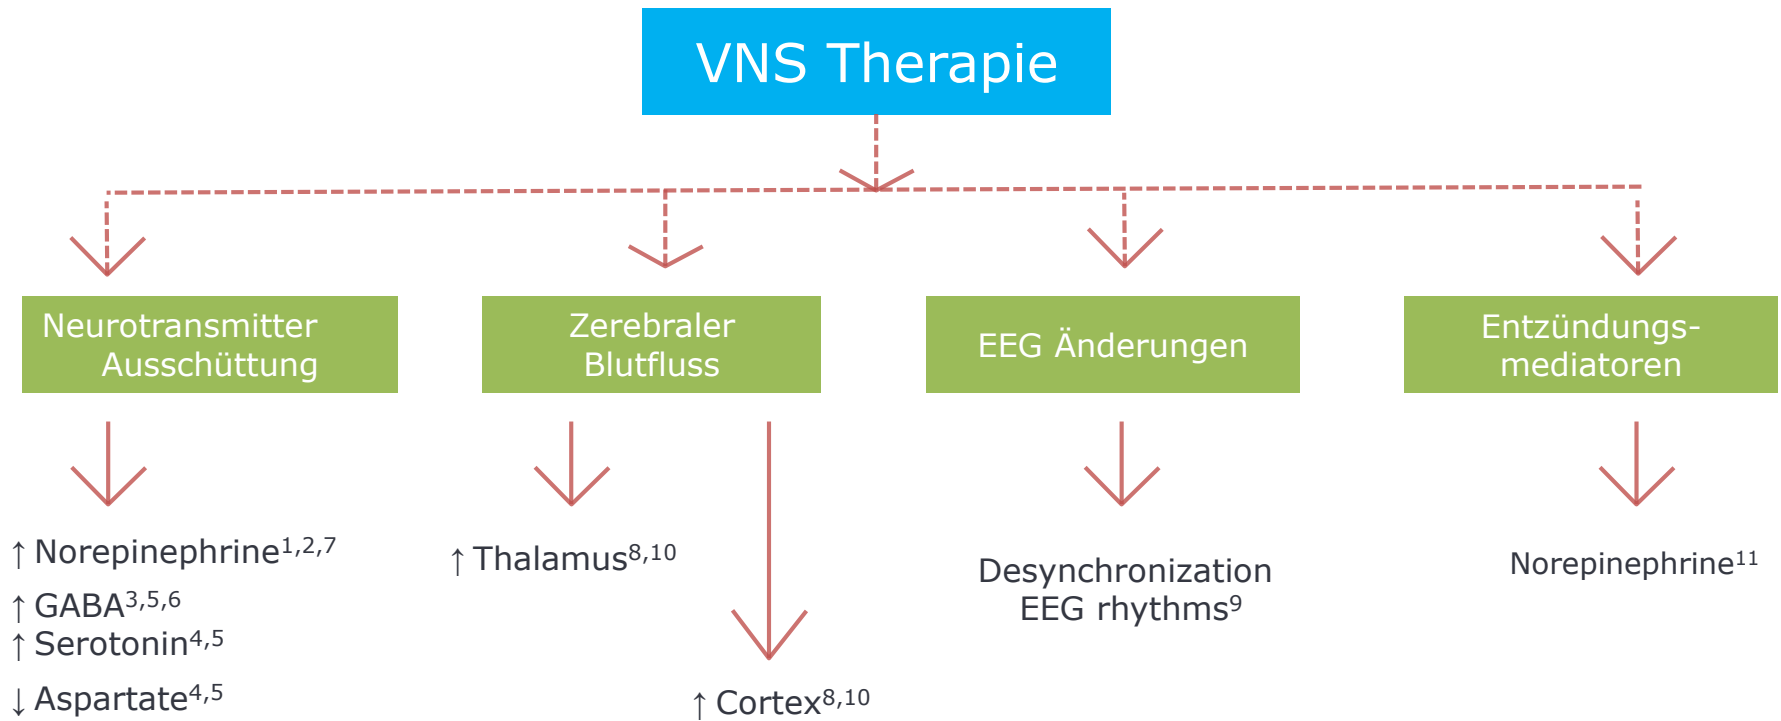 VNS Therapie
Neurotransmitter
Ausschüttung
Zerebraler
Blutfluss
EEG Änderungen
Entzündungs-
mediatoren
↑ Norepinephrine1,2,7
↑ GABA3,5,6
↑ Serotonin4,5
↓ Aspartate4,5
↑ Thalamus8,10
↑ Cortex8,10
Desynchronization
EEG rhythms9
Norepinephrine11